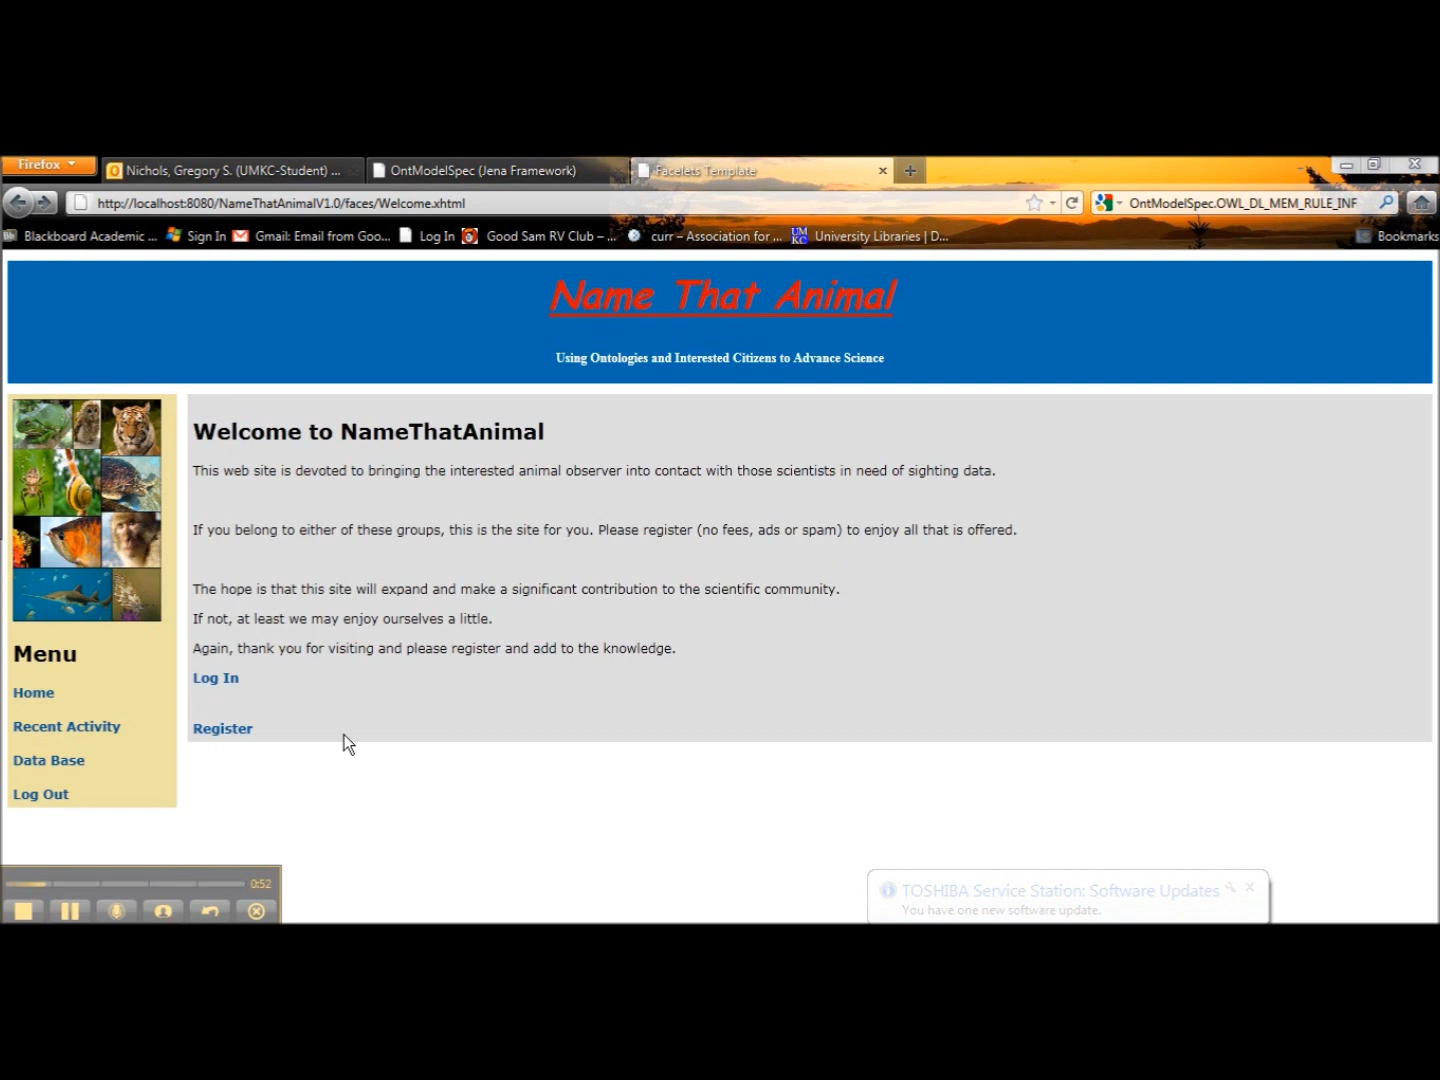 Firefox
Nichols, Gregory S. (UMKC-Student) ...
OntModelSpec (Jena Framework)
Facelets Template
http://localhost:8080/NameThatAnimalV1.0/faces/Welcome.xhtml
OntModelSpec.OWL_DL_MEM_RULE_INF
Blackboard Academic ...
Sign In
Gmail: Email from Goo...
Log In
Good Sam RV Club – ...
curr – Association for ...
UM KC
University Libraries | D...
Bookmarks
Name That Animal
Using Ontologies and Interested Citizens to Advance Science
Welcome to NameThatAnimal
This web site is devoted to bringing the interested animal observer into contact with those scientists in need of sighting data.
If you belong to either of these groups, this is the site for you. Please register (no fees, ads or spam) to enjoy all that is offered.
The hope is that this site will expand and make a significant contribution to the scientific community.
If not, at least we may enjoy ourselves a little.
Again, thank you for visiting and please register and add to the knowledge.
Log In
Register
Menu
Home
Recent Activity
Data Base
Log Out
0:52
TOSHIBA Service Station: Software Updates
You have one new software update.